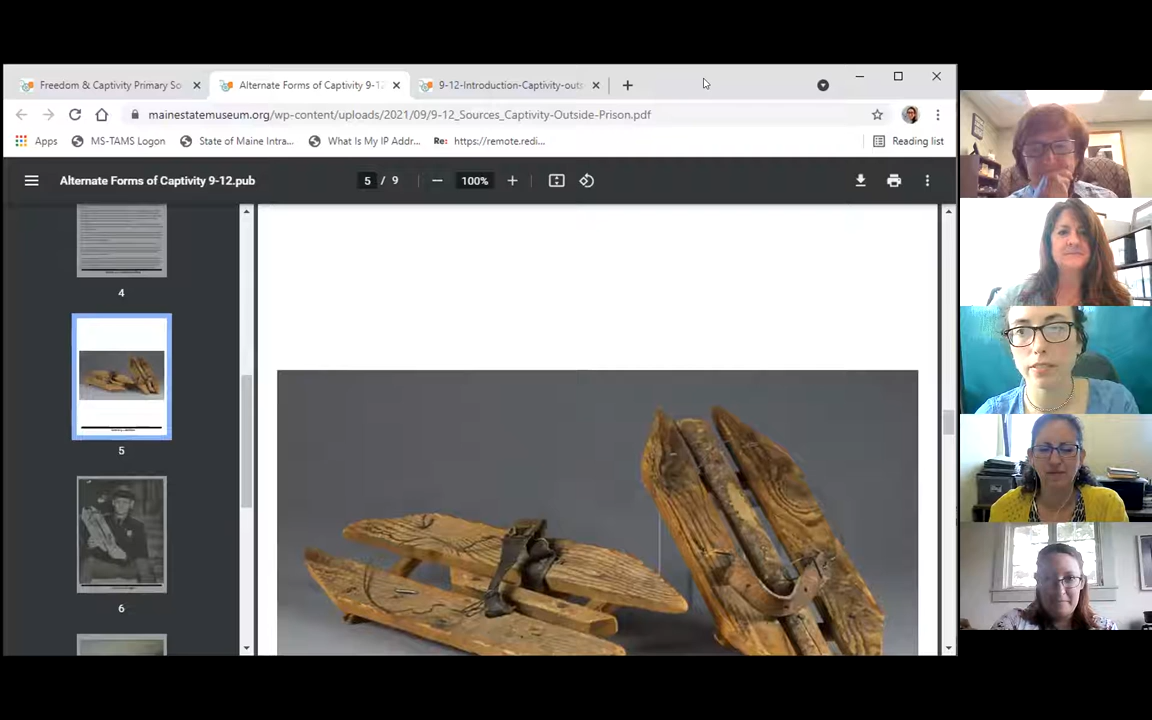 Freedom & Captivity Primary So
Alternate Forms of Captivity 9-12
9-12-Introduction-Captivity-outs
mainestatemuseum.org/wp-content/uploads/2021/09/9-12_Sources_Captivity-Outside-Prison.pdf
Apps
MS-TAMS Logon
State of Maine Intra...
What Is My IP Addr...
Re: https://remote.redi...
Reading list
Alternate Forms of Captivity 9-12.pub
5 / 9
100%
4
5
6